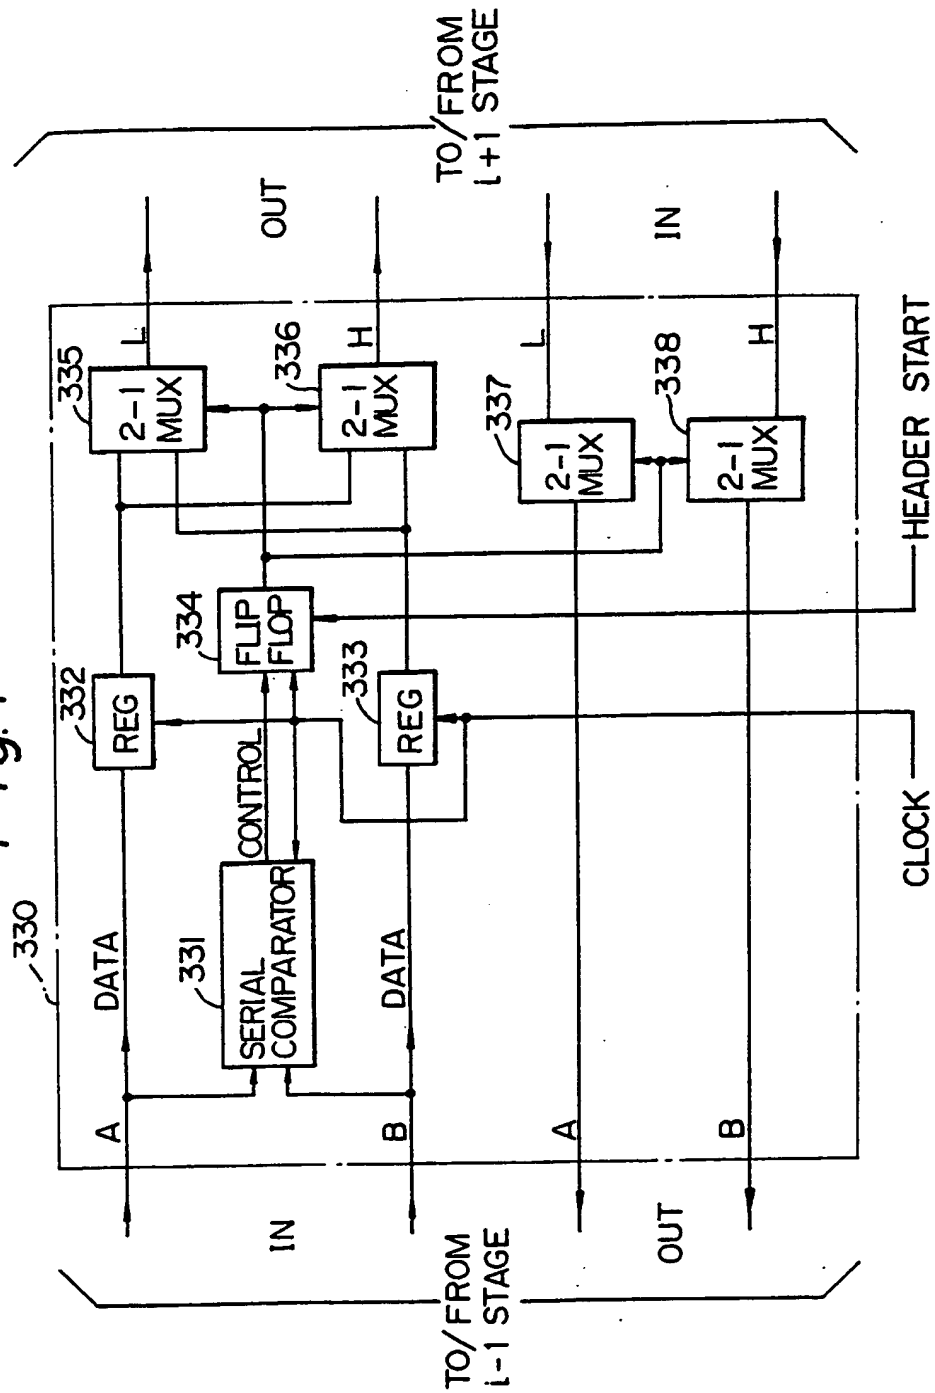 Fig.
330
TO/FROM
i-1 STAGE
IN
A
DATA
332
REG
335
2-1
MUX
L
OUT
331
SERIAL
COMPARATOR
CONTROL
334
FLIP
FLOP
336
2-1
MUX
H
B
DATA
333
REG
TO/FROM
i+1 STAGE
OUT
A
337
2-1
MUX
L
IN
B
338
2-1
MUX
H
CLOCK
HEADER START